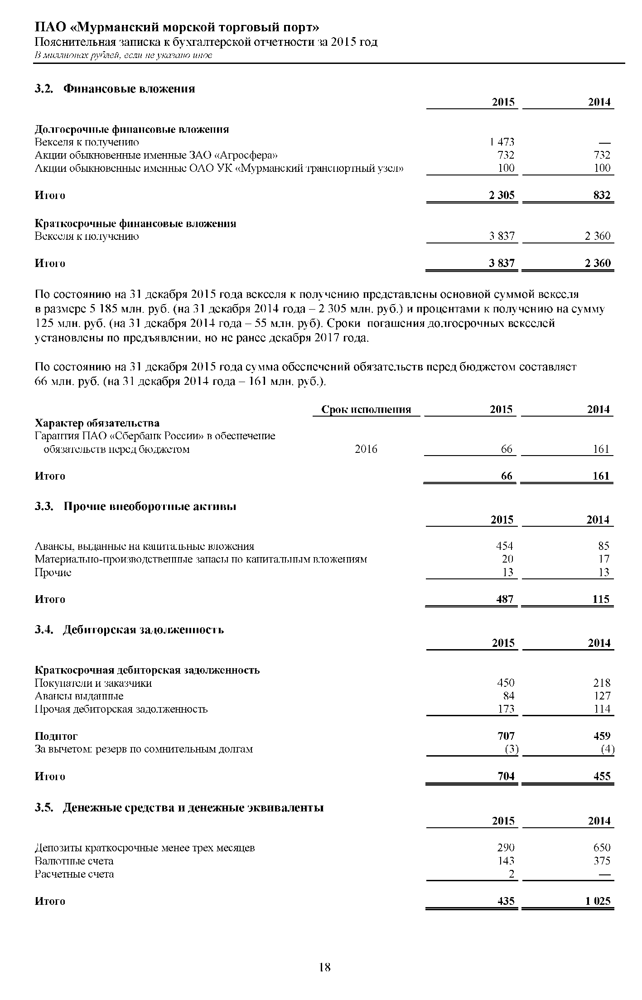 ПАО «Мурманский морской торговый порт»
Пояснительная записка к бухгалтерской отчетности за 2015 год
В миллионах рублей, если не указано иное
3.2. Финансовые вложения
2015 2014
Долгосрочные финансовые вложения
Векселя к получению 1 473 —
Акции обыкновенные именные ЗАО «Агросфера» 732 732
Акции обыкновенные именные ОАО УК «Мурманский транспортный узел» 100 100
Итого 2 305 832
Краткосрочные финансовые вложения
Векселя к получению 3 837 2 360
Итого 3 837 2 360
По состоянию на 31 декабря 2015 года векселя к получению представлены основной суммой векселя
в размере 5 185 млн. руб. (на 31 декабря 2014 года – 2 305 млн. руб.) и процентами к получению на сумму
125 млн. руб. (на 31 декабря 2014 года – 55 млн. руб). Сроки погашения долгосрочных векселей
установлены по предъявлении, но не ранее декабря 2017 года.
По состоянию на 31 декабря 2015 года сумма обеспечений обязательств перед бюджетом составляет
66 млн. руб. (на 31 декабря 2014 года – 161 млн. руб.).
Срок исполнения 2015 2014
Характер обязательства
Гарантия ПАО «Сбербанк России» в обеспечение
обязательств перед бюджетом 2016 66 161
Итого 66 161
3.3. Прочие внеоборотные активы
2015 2014
Авансы, выданные на капитальные вложения 454 85
Материально-производственные запасы по капитальным вложениям 20 17
Прочие 13 13
Итого 487 115
3.4. Дебиторская задолженность
2015 2014
Краткосрочная дебиторская задолженность
Покупатели и заказчики 450 218
Авансы выданные 84 127
Прочая дебиторская задолженность 173 114
Подитог 707 459
За вычетом: резерв по сомнительным долгам (3) (4)
Итого 704 455
3.5. Денежные средства и денежные эквиваленты
2015 2014
Депозиты краткосрочные менее трех месяцев 290 650
Валютные счета 143 375
Расчетные счета 2 —
Итого 435 1 025
18